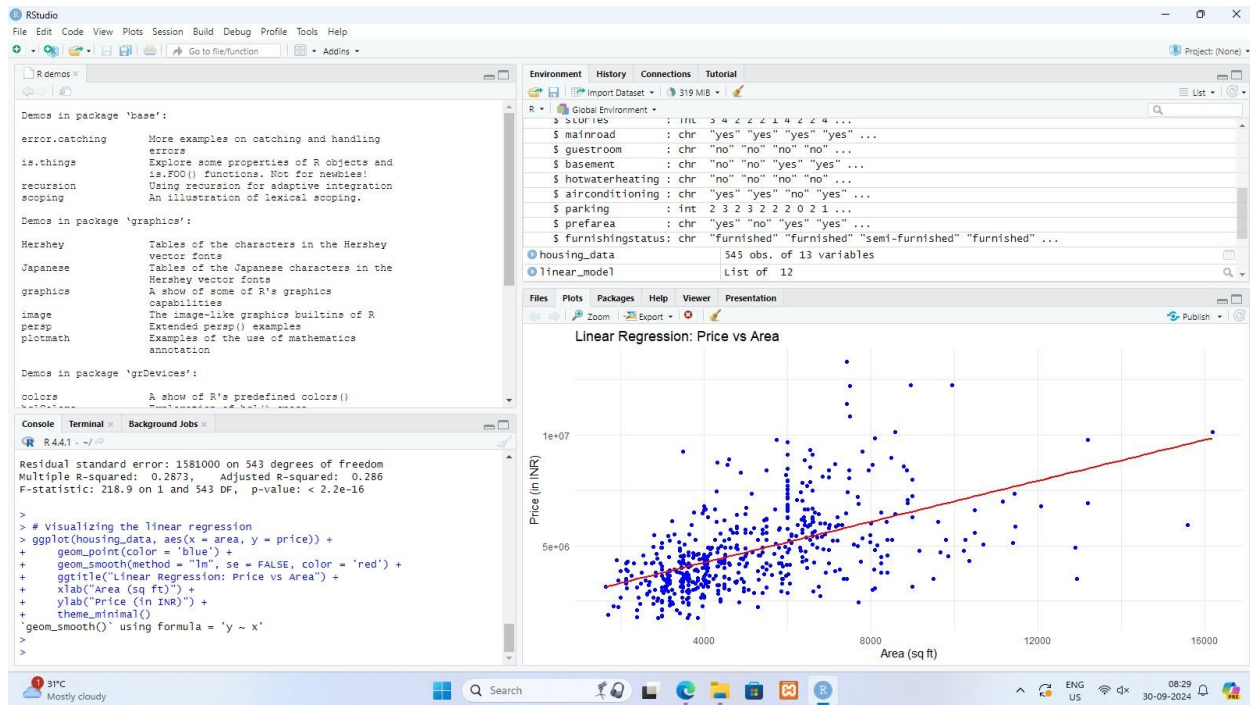 RStudio
File Edit Code View Plots Session Build Debug Profile Tools Help
Go to file/function Addins Project: (None)
R demos
Demos in package 'base':
error.catching More examples on catching and handling
errors
is.things Explore some properties of R objects and
is.FOO() functions. Not for newbies!
recursion Using recursion for adaptive integration
scoping An illustration of lexical scoping.
Demos in package 'graphics':
Hershey Tables of the characters in the Hershey
vector fonts
Japanese Tables of the Japanese characters in the
Hershey vector fonts
graphics A show of some of R's graphics
capabilities
image The image-like graphics builtins of R
persp Extended persp() examples
plotmath Examples of the use of mathematics
annotation
Demos in package 'grDevices':
colors A show of R's predefined colors()
Console Terminal Background Jobs
R 4.4.1 · ~/
Residual standard error: 1581000 on 543 degrees of freedom
Multiple R-squared: 0.2873, Adjusted R-squared: 0.286
F-statistic: 218.9 on 1 and 543 DF, p-value: < 2.2e-16
>
> # Visualizing the linear regression
> ggplot(housing_data, aes(x = area, y = price)) +
+ geom_point(color = 'blue') +
+ geom_smooth(method = "lm", se = FALSE, color = 'red') +
+ ggtitle("Linear Regression: Price vs Area") +
+ xlab("Area (sq ft)") +
+ ylab("Price (in INR)") +
+ theme_minimal()
`geom_smooth()` using formula = 'y ~ x'
>
>
Environment History Connections Tutorial
Import Dataset 319 MiB List
R Global Environment
$ stories : int 3 4 2 2 2 1 4 2 2 4 ...
$ mainroad : chr "yes" "yes" "yes" "yes" ...
$ guestroom : chr "no" "no" "no" "no" ...
$ basement : chr "no" "no" "yes" "yes" ...
$ hotwaterheating : chr "no" "no" "no" "no" ...
$ airconditioning : chr "yes" "yes" "no" "yes" ...
$ parking : int 2 3 2 3 2 2 2 0 2 1 ...
$ prefarea : chr "yes" "no" "yes" "yes" ...
$ furnishingstatus: chr "furnished" "furnished" "semi-furnished" "furnished" ...
housing_data 545 obs. of 13 variables
linear_model List of 12
Files Plots Packages Help Viewer Presentation
Zoom Export Publish
Linear Regression: Price vs Area
1e+07
Price (in INR)
5e+06
4000 8000 12000 16000
Area (sq ft)
1
31°C
Mostly cloudy
Search
R
ENG
US
08:29
30-09-2024
PRE